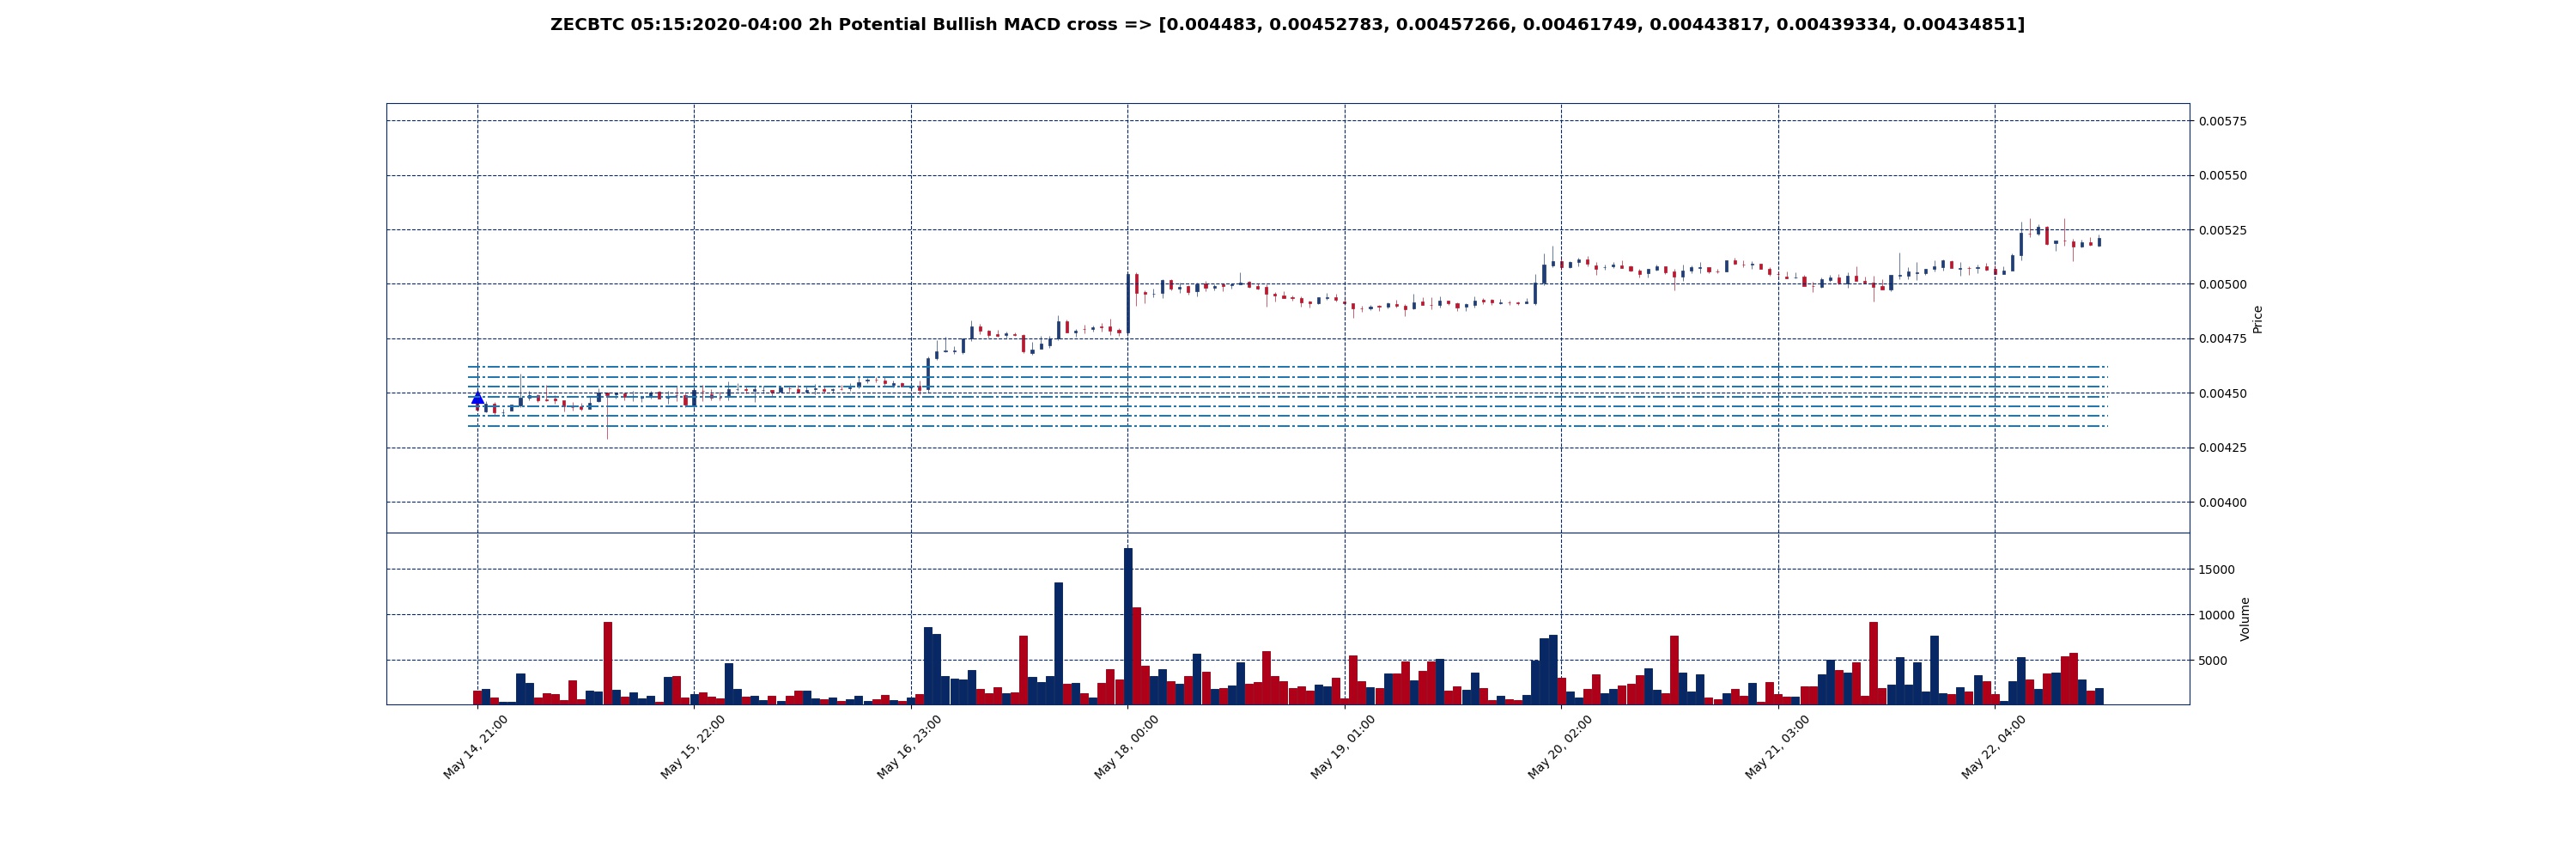 ZECBTC 05:15:2020-04:00 2h Potential Bullish MACD cross => [0.004483, 0.00452783, 0.00457266, 0.00461749, 0.00443817, 0.00439334, 0.00434851]
0.00575
0.00550
0.00525
0.00500
0.00475
0.00450
0.00425
0.00400
Price
15000
10000
5000
Volume
May 14, 21:00
May 15, 22:00
May 16, 23:00
May 18, 00:00
May 19, 01:00
May 20, 02:00
May 21, 03:00
May 22, 04:00